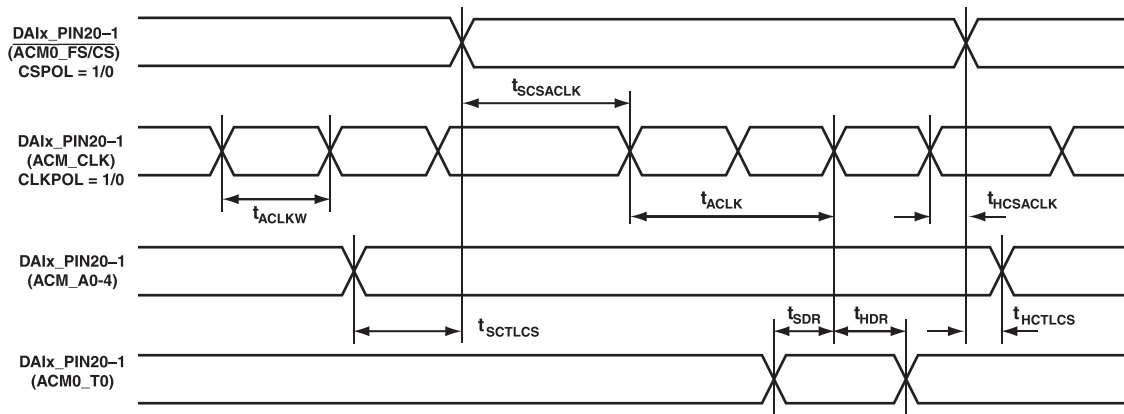 DAIx_PIN20–1
(ACM0_FS/CS)
CSPOL = 1/0
tSCSACLK
DAIx_PIN20–1
(ACM_CLK)
CLKPOL = 1/0
tACLKW
tACLK
tHCSACLK
DAIx_PIN20–1
(ACM_A0-4)
tSCTLCS
tSDR
tHDR
tHCTLCS
DAIx_PIN20–1
(ACM0_T0)